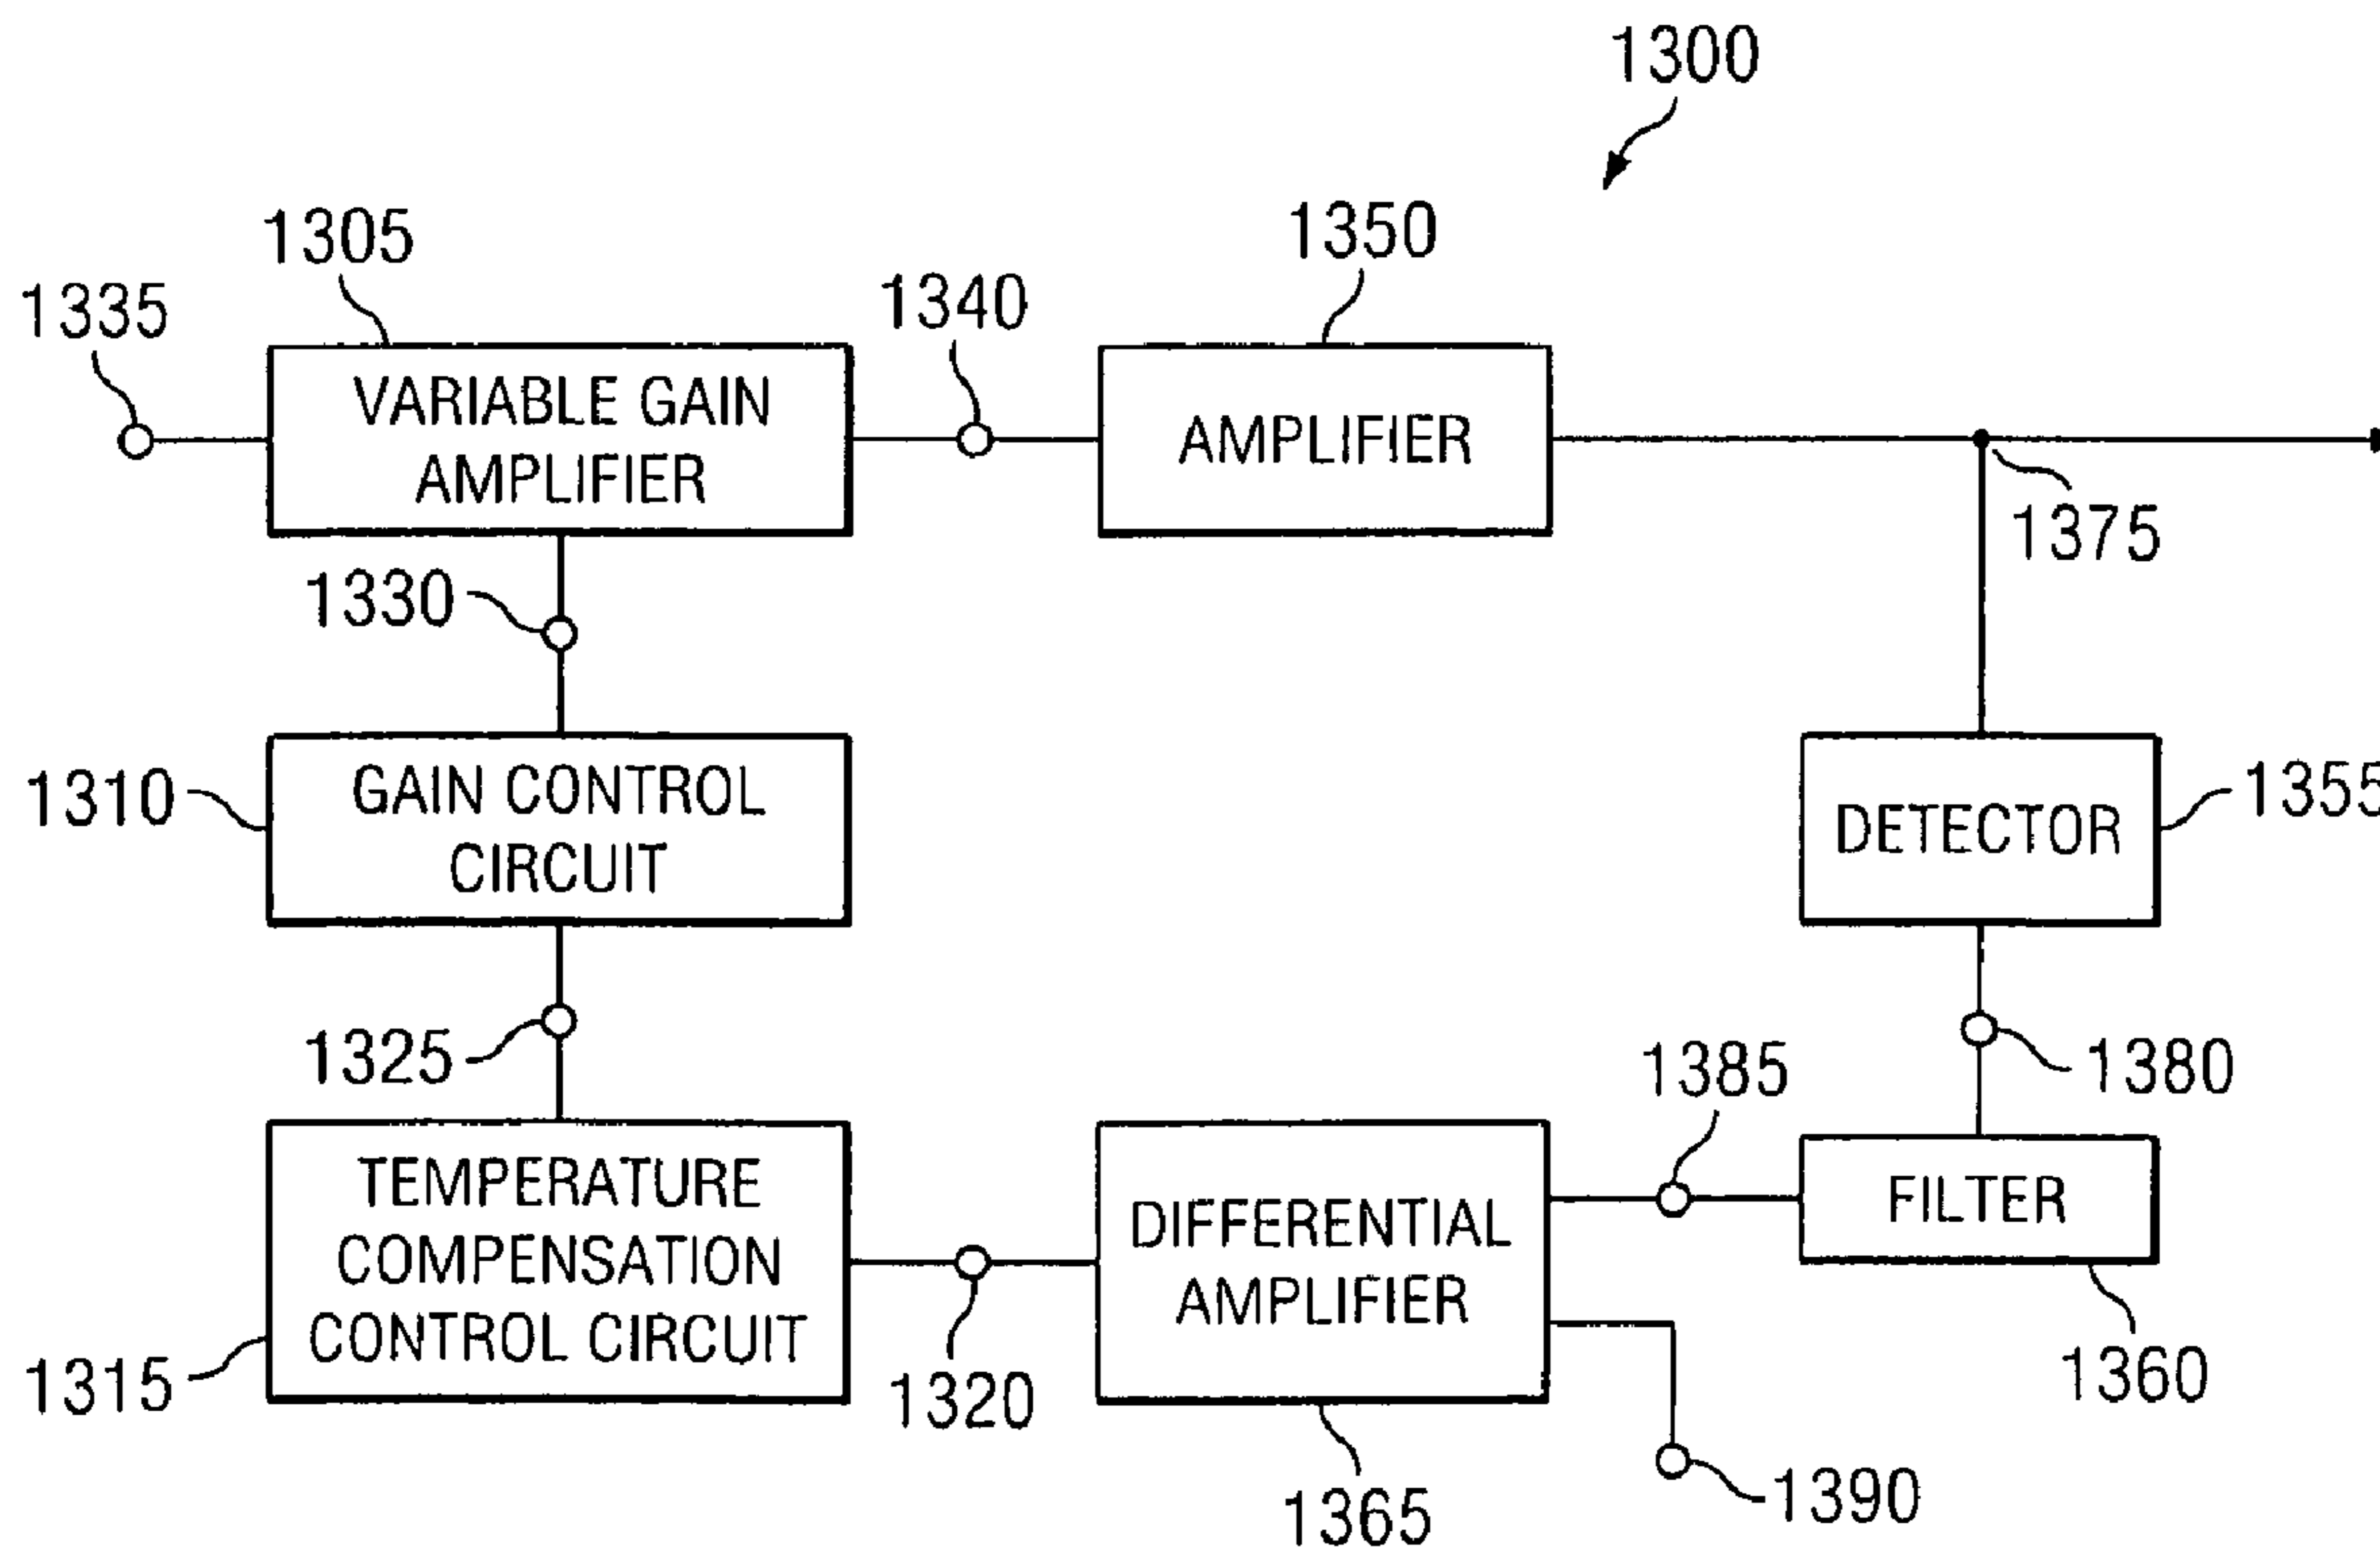 1300
1305
1350
1335
1340
VARIABLE GAIN
AMPLIFIER
AMPLIFIER
1375
1330
1310
GAIN CONTROL
CIRCUIT
DETECTOR
1355
1325
1385
1380
TEMPERATURE
COMPENSATION
CONTROL CIRCUIT
DIFFERENTIAL
AMPLIFIER
FILTER
1315
1320
1360
1365
1390